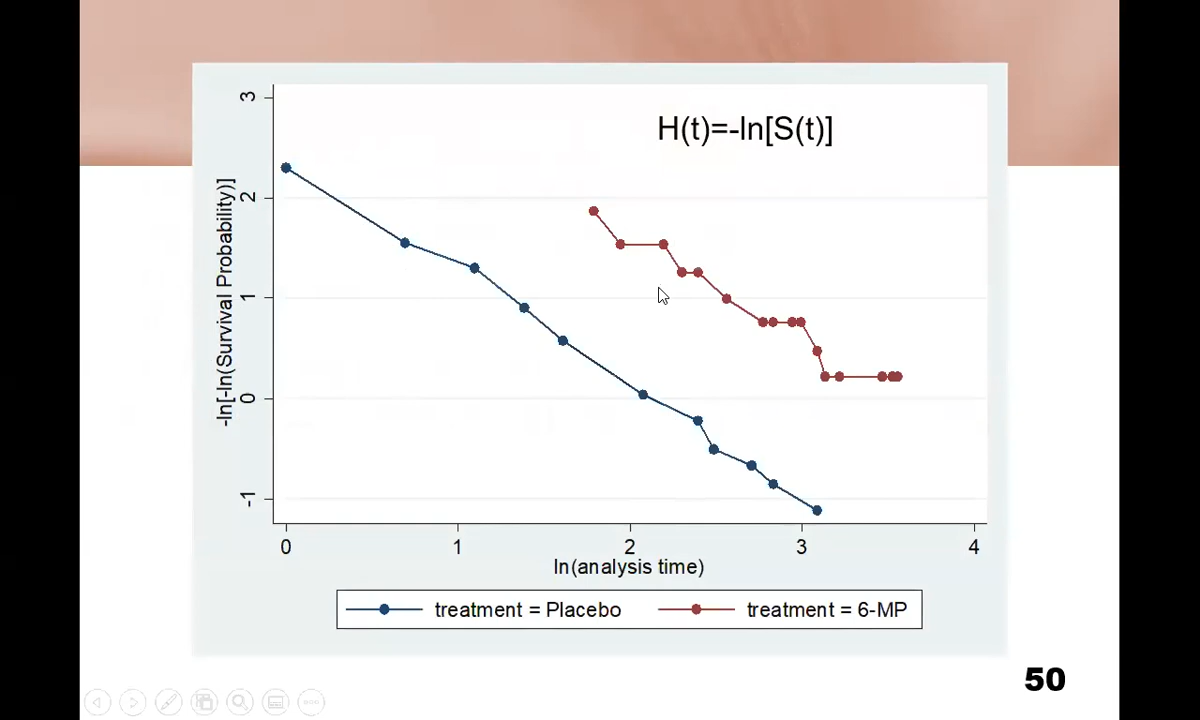 H(t)=-ln[S(t)]
-ln[-ln(Survival Probability)]
3
2
1
0
-1
0 1 2 3 4
ln(analysis time)
treatment = Placebo treatment = 6-MP
50